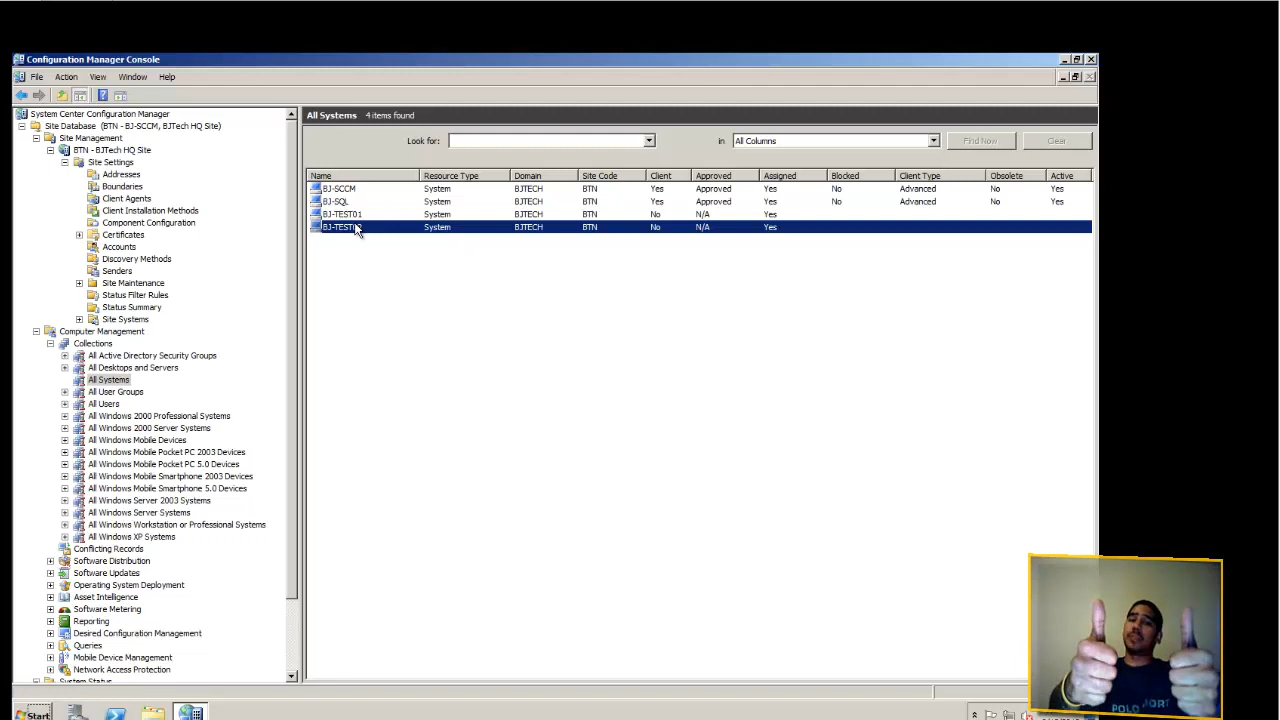 Configuration Manager Console
File Action View Window Help
System Center Configuration Manager
Site Database (BTN - BJ-SCCM, BJTech HQ Site)
Site Management
BTN - BJTech HQ Site
Site Settings
Addresses
Boundaries
Client Agents
Client Installation Methods
Component Configuration
Certificates
Accounts
Discovery Methods
Senders
Site Maintenance
Status Filter Rules
Status Summary
Site Systems
Computer Management
Collections
All Active Directory Security Groups
All Desktops and Servers
All Systems
All User Groups
All Users
All Windows 2000 Professional Systems
All Windows 2000 Server Systems
All Windows Mobile Devices
All Windows Mobile Pocket PC 2003 Devices
All Windows Mobile Pocket PC 5.0 Devices
All Windows Mobile Smartphone 2003 Devices
All Windows Mobile Smartphone 5.0 Devices
All Windows Server 2003 Systems
All Windows Server Systems
All Windows Workstation or Professional Systems
All Windows XP Systems
Conflicting Records
Software Distribution
Software Updates
Operating System Deployment
Asset Intelligence
Software Metering
Reporting
Desired Configuration Management
Queries
Mobile Device Management
Network Access Protection
System Status
All Systems 4 items found
Look for: in All Columns Find Now Clear
Name Resource Type Domain Site Code Client Approved Assigned Blocked Client Type Obsolete Active
BJ-SCCM System BJTECH BTN Yes Approved Yes No Advanced No Yes
BJ-SQL System BJTECH BTN Yes Approved Yes No Advanced No Yes
BJ-TEST01 System BJTECH BTN No N/A Yes
System BJTECH BTN No N/A Yes
POLO
Start